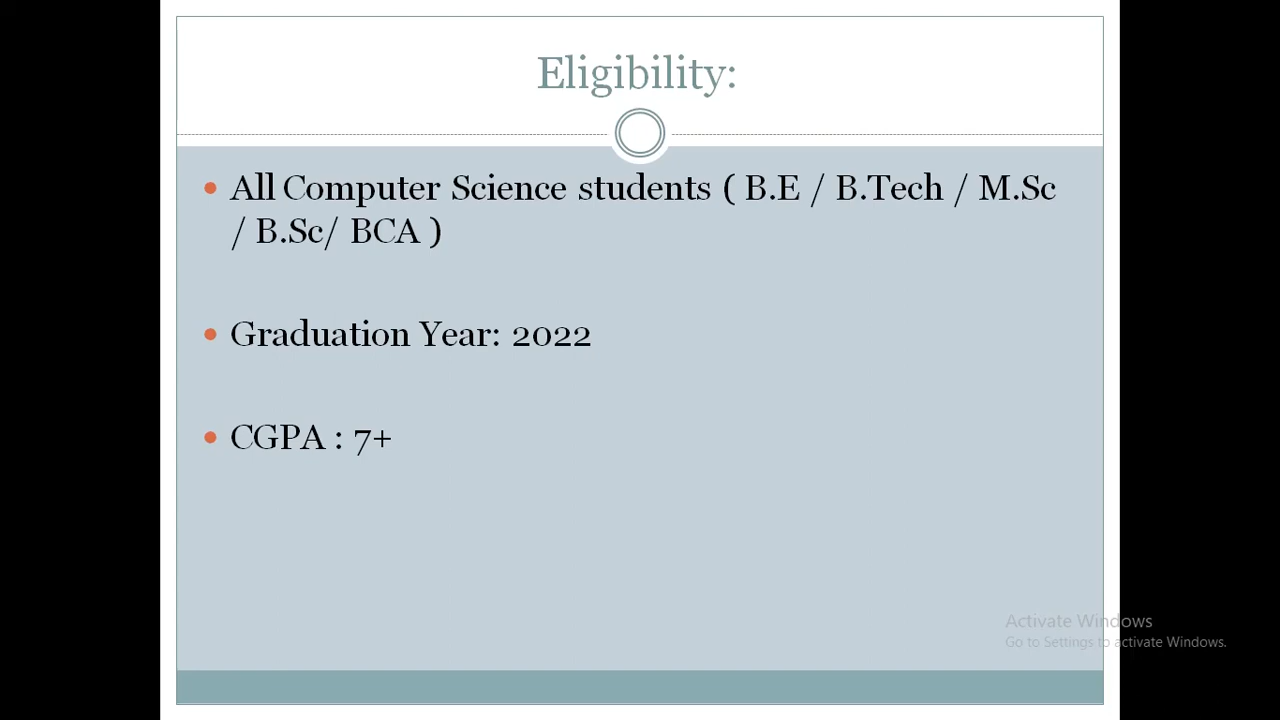 Eligibility:
• All Computer Science students ( B.E / B.Tech / M.Sc
/ B.Sc/ BCA )
• Graduation Year: 2022
• CGPA : 7+
Activate Windows
Go to Settings to activate Windows.